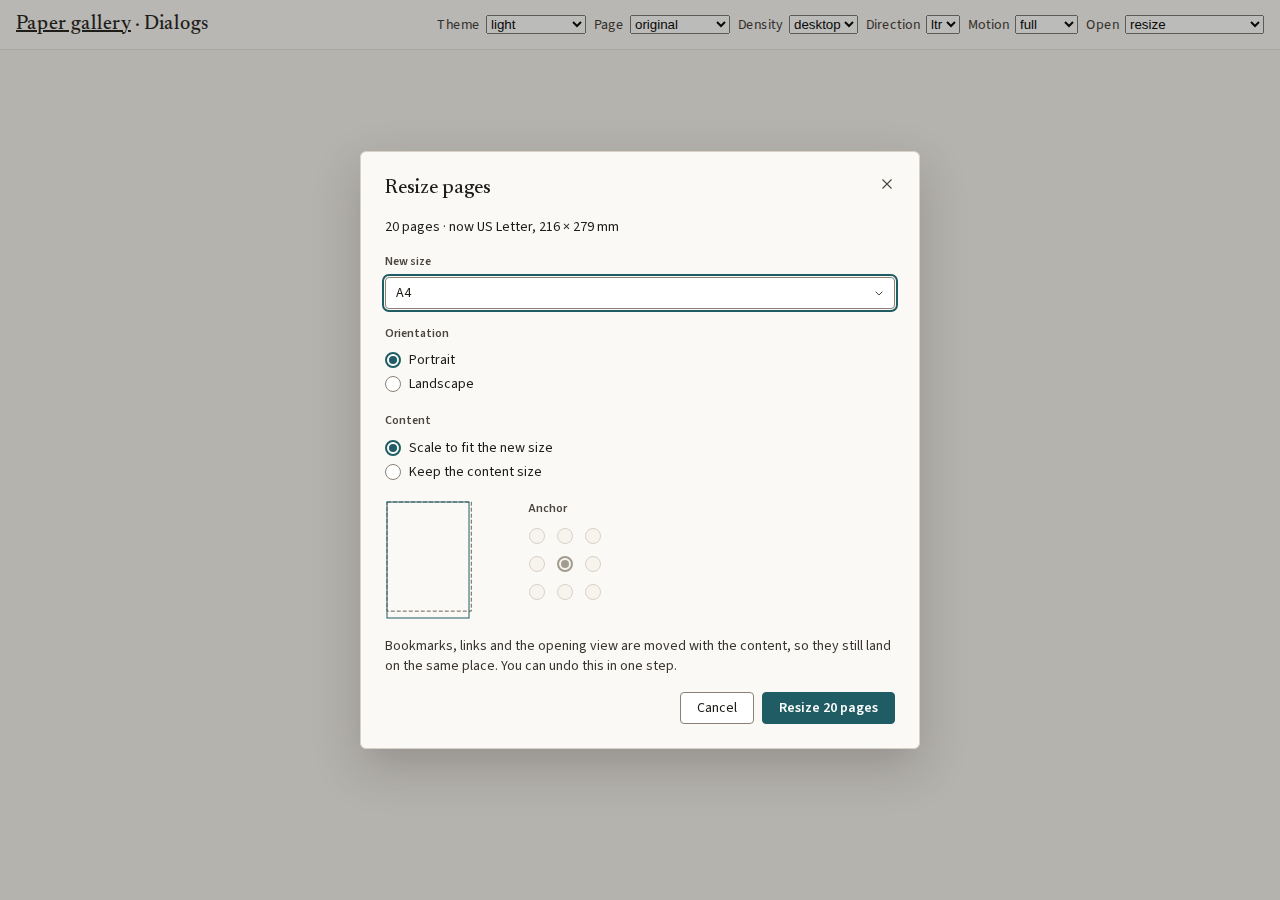 Paper gallery · Dialogs
Theme light Page original Density desktop Direction ltr Motion full Open resize
Resize pages
20 pages · now US Letter, 216 × 279 mm
New size
A4
Orientation
Portrait
Landscape
Content
Scale to fit the new size
Keep the content size
Anchor
Bookmarks, links and the opening view are moved with the content, so they still land
on the same place. You can undo this in one step.
Cancel Resize 20 pages